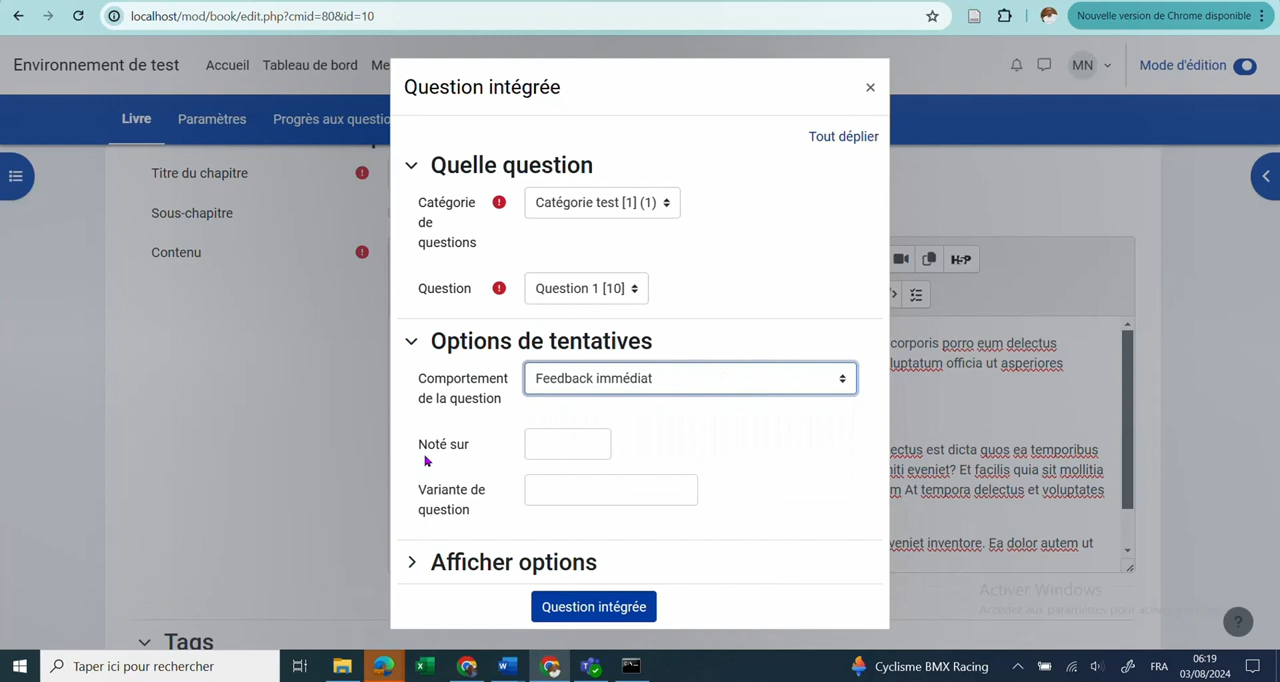 localhost/mod/book/edit.php?cmid=80&id=10
Nouvelle version de Chrome disponible
Environnement de test Accueil Tableau de bord Me
MN Mode d'édition
Livre Paramètres Progrès aux questio
Question intégrée ×
Tout déplier
Quelle question
Titre du chapitre
Catégorie de questions Catégorie test [1] (1)
Sous-chapitre
Contenu
H-P
Question Question 1 [10]
Options de tentatives
corporis porro eum delectus
luptatum officia ut asperiores
Comportement de la question Feedback immédiat
Noté sur
ectus est dicta quos ea temporibus
niti eveniet? Et facilis quia sit mollitia
m At tempora delectus et voluptates
Variante de question
eniet inventore. Ea dolor autem ut
Afficher options
Activer Windows
Question intégrée
?
Tags
Taper ici pour rechercher
Cyclisme BMX Racing
FRA
06:19
03/08/2024